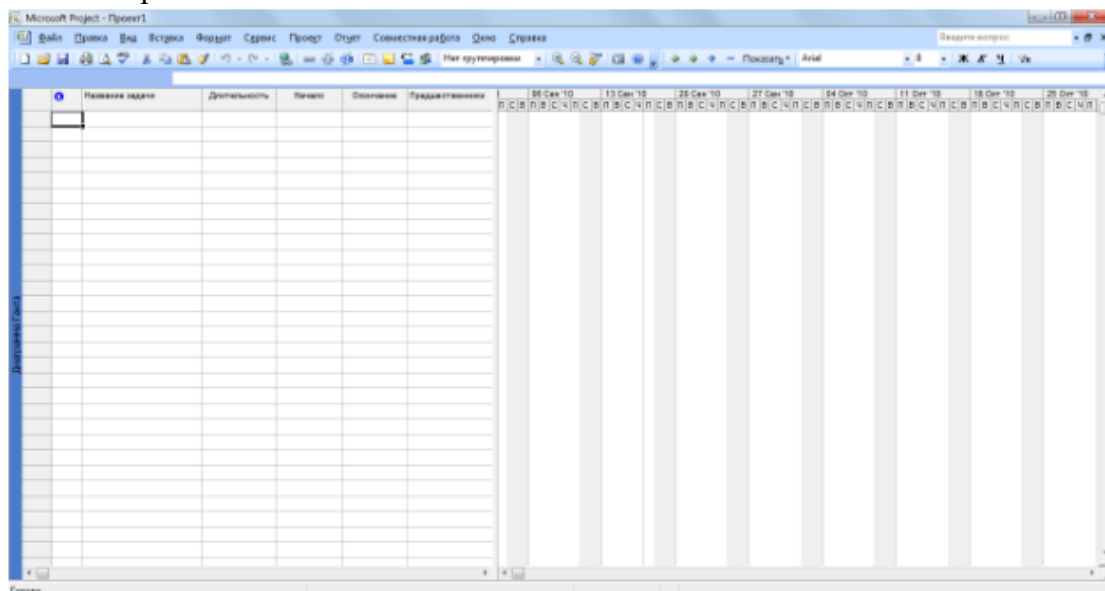 Microsoft Project - Проект1
Файл Правка Вид Вставка Формат Сервис Проект Отчет Совместная работа Окно Справка Введите вопрос
Нет группировки Показать Arial 8 Ж К Ч
Название задачи Длительность Начало Окончание Предшественники 06 Сен '10 13 Сен '10 20 Сен '10 27 Сен '10 04 Окт '10 11 Окт '10 18 Окт '10 25 Окт '10
П С В П В С Ч П С В П В С Ч П С В П В С Ч П С В П В С Ч П С В П В С Ч П С В П В С Ч П С В П В С Ч П С В П В С Ч П
Диаграмма Ганта
Готово